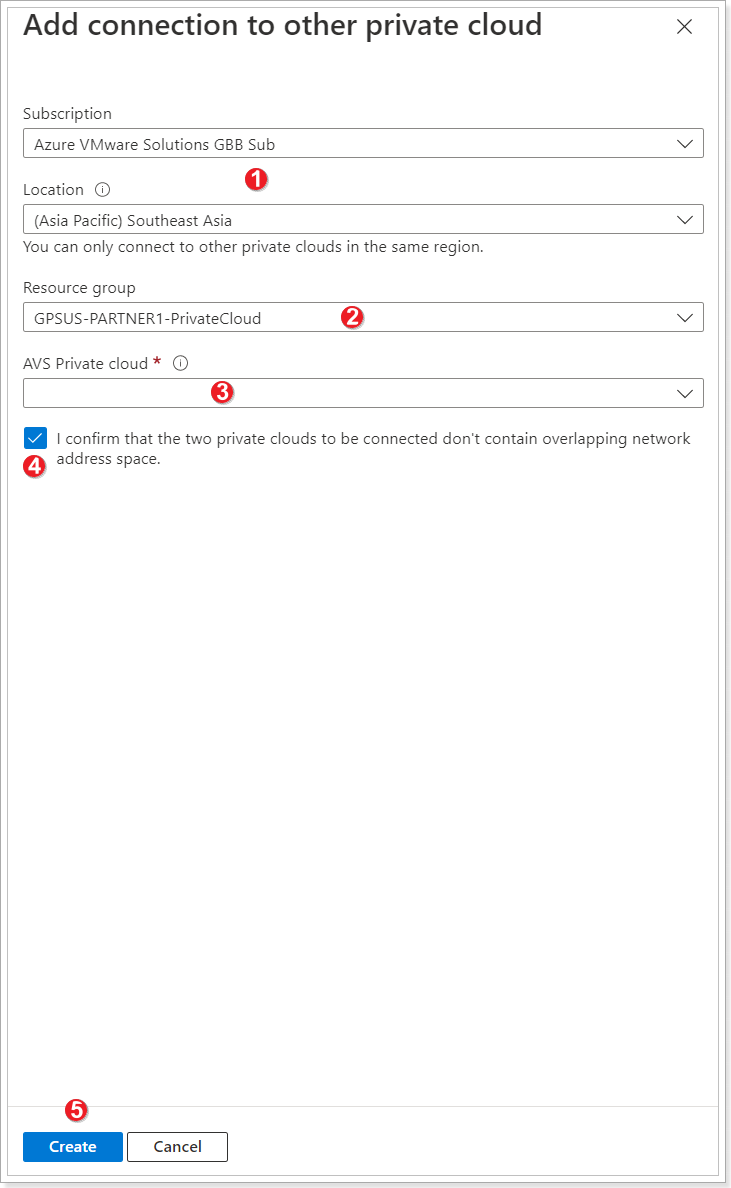 Add connection to other private cloud
Subscription
Azure VMware Solutions GBB Sub
1
Location
(Asia Pacific) Southeast Asia
You can only connect to other private clouds in the same region.
Resource group
GPSUS-PARTNER1-PrivateCloud
2
AVS Private cloud *
3
I confirm that the two private clouds to be connected don't contain overlapping network
address space.
4
5
Create
Cancel